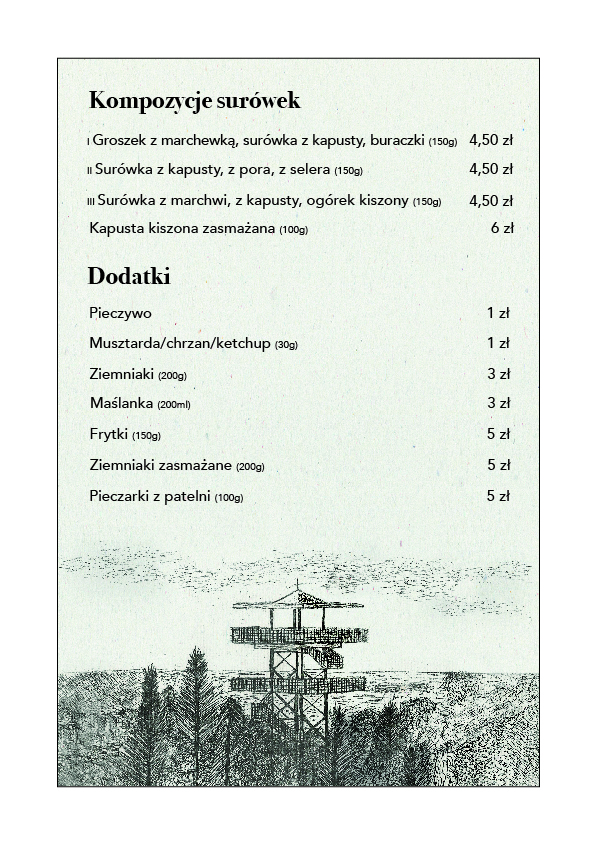 Kompozycje surówek
I Groszek z marchewką, surówka z kapusty, buraczki (150g) 4,50 zł
II Surówka z kapusty, z pora, z selera (150g) 4,50 zł
III Surówka z marchwi, z kapusty, ogórek kiszony (150g) 4,50 zł
Kapusta kiszona zasmażana (100g) 6 zł
Dodatki
Pieczywo 1 zł
Musztarda/chrzan/ketchup (30g) 1 zł
Ziemniaki (200g) 3 zł
Maślanka (200ml) 3 zł
Frytki (150g) 5 zł
Ziemniaki zasmażane (200g) 5 zł
Pieczarki z patelni (100g) 5 zł